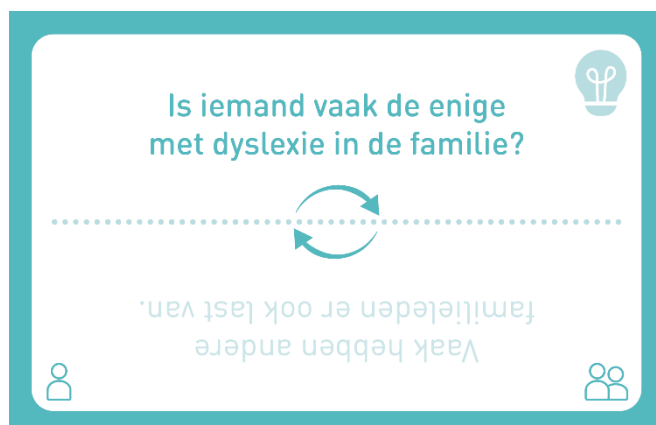 Is iemand vaak de enige
met dyslexie in de familie?
Vaak hebben andere
familieleden er ook last van.